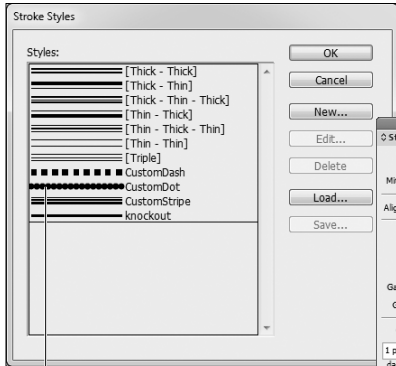 Stroke Styles
Styles:
[Thick - Thick]
[Thick - Thin]
[Thick - Thin - Thick]
[Thin - Thick]
[Thin - Thick - Thin]
[Thin - Thin]
[Triple]
CustomDash
CustomDot
CustomStripe
knockout
OK
Cancel
New...
Edit...
Delete
Load...
Save...